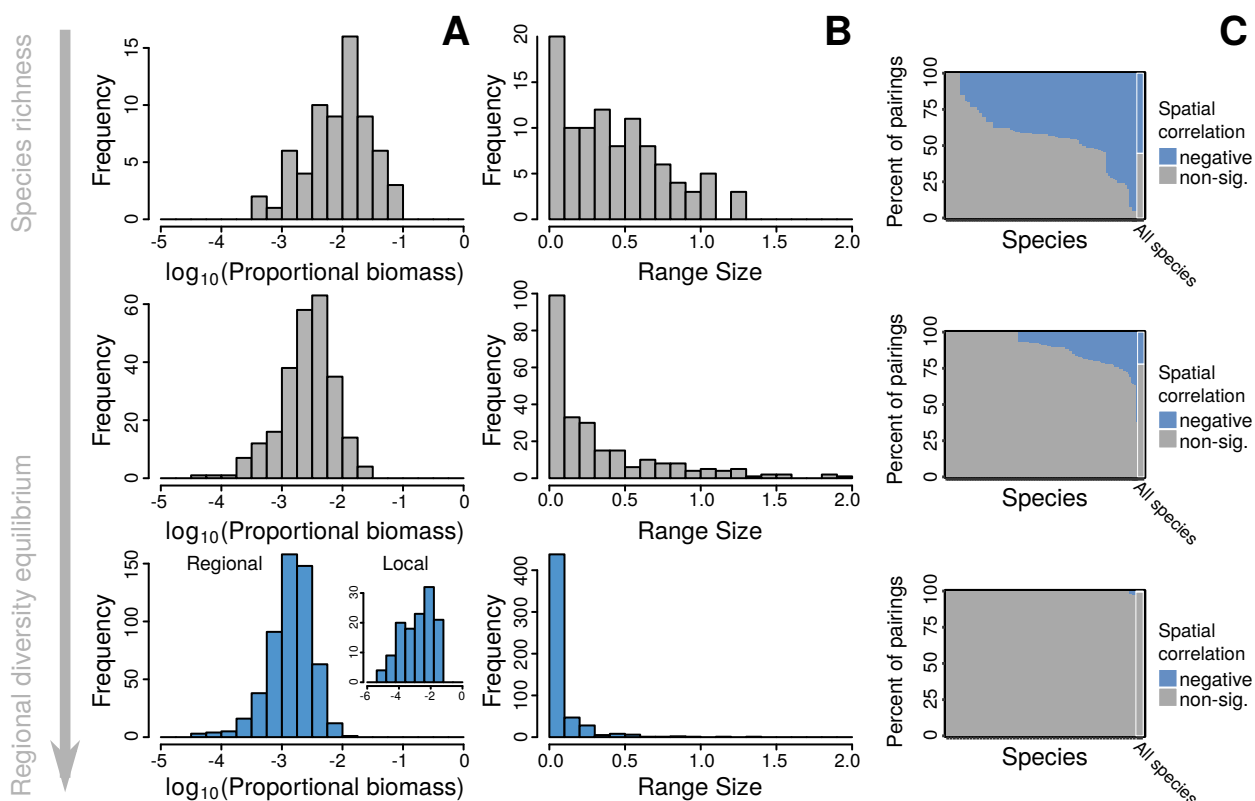 Species richness
Regional diversity equilibrium
A
Frequency
0 5 10 15
-5 -4 -3 -2 -1 0
log10(Proportional biomass)
B
Frequency
0 5 10 15 20
0.0 0.5 1.0 1.5 2.0
Range Size
C
Percent of pairings
0 25 50 75 100
Species
All species
Spatial
correlation
negative
non-sig.
Frequency
0 20 40 60
-5 -4 -3 -2 -1 0
log10(Proportional biomass)
Frequency
0 20 40 60 80 100
0.0 0.5 1.0 1.5 2.0
Range Size
Percent of pairings
0 25 50 75 100
Species
All species
Spatial
correlation
negative
non-sig.
Regional
Frequency
0 50 100 150
-5 -4 -3 -2 -1 0
log10(Proportional biomass)
Local
0 10 20 30
-6 -4 -2 0
Frequency
0 100 200 300 400
0.0 0.5 1.0 1.5 2.0
Range Size
Percent of pairings
0 25 50 75 100
Species
All species
Spatial
correlation
negative
non-sig.